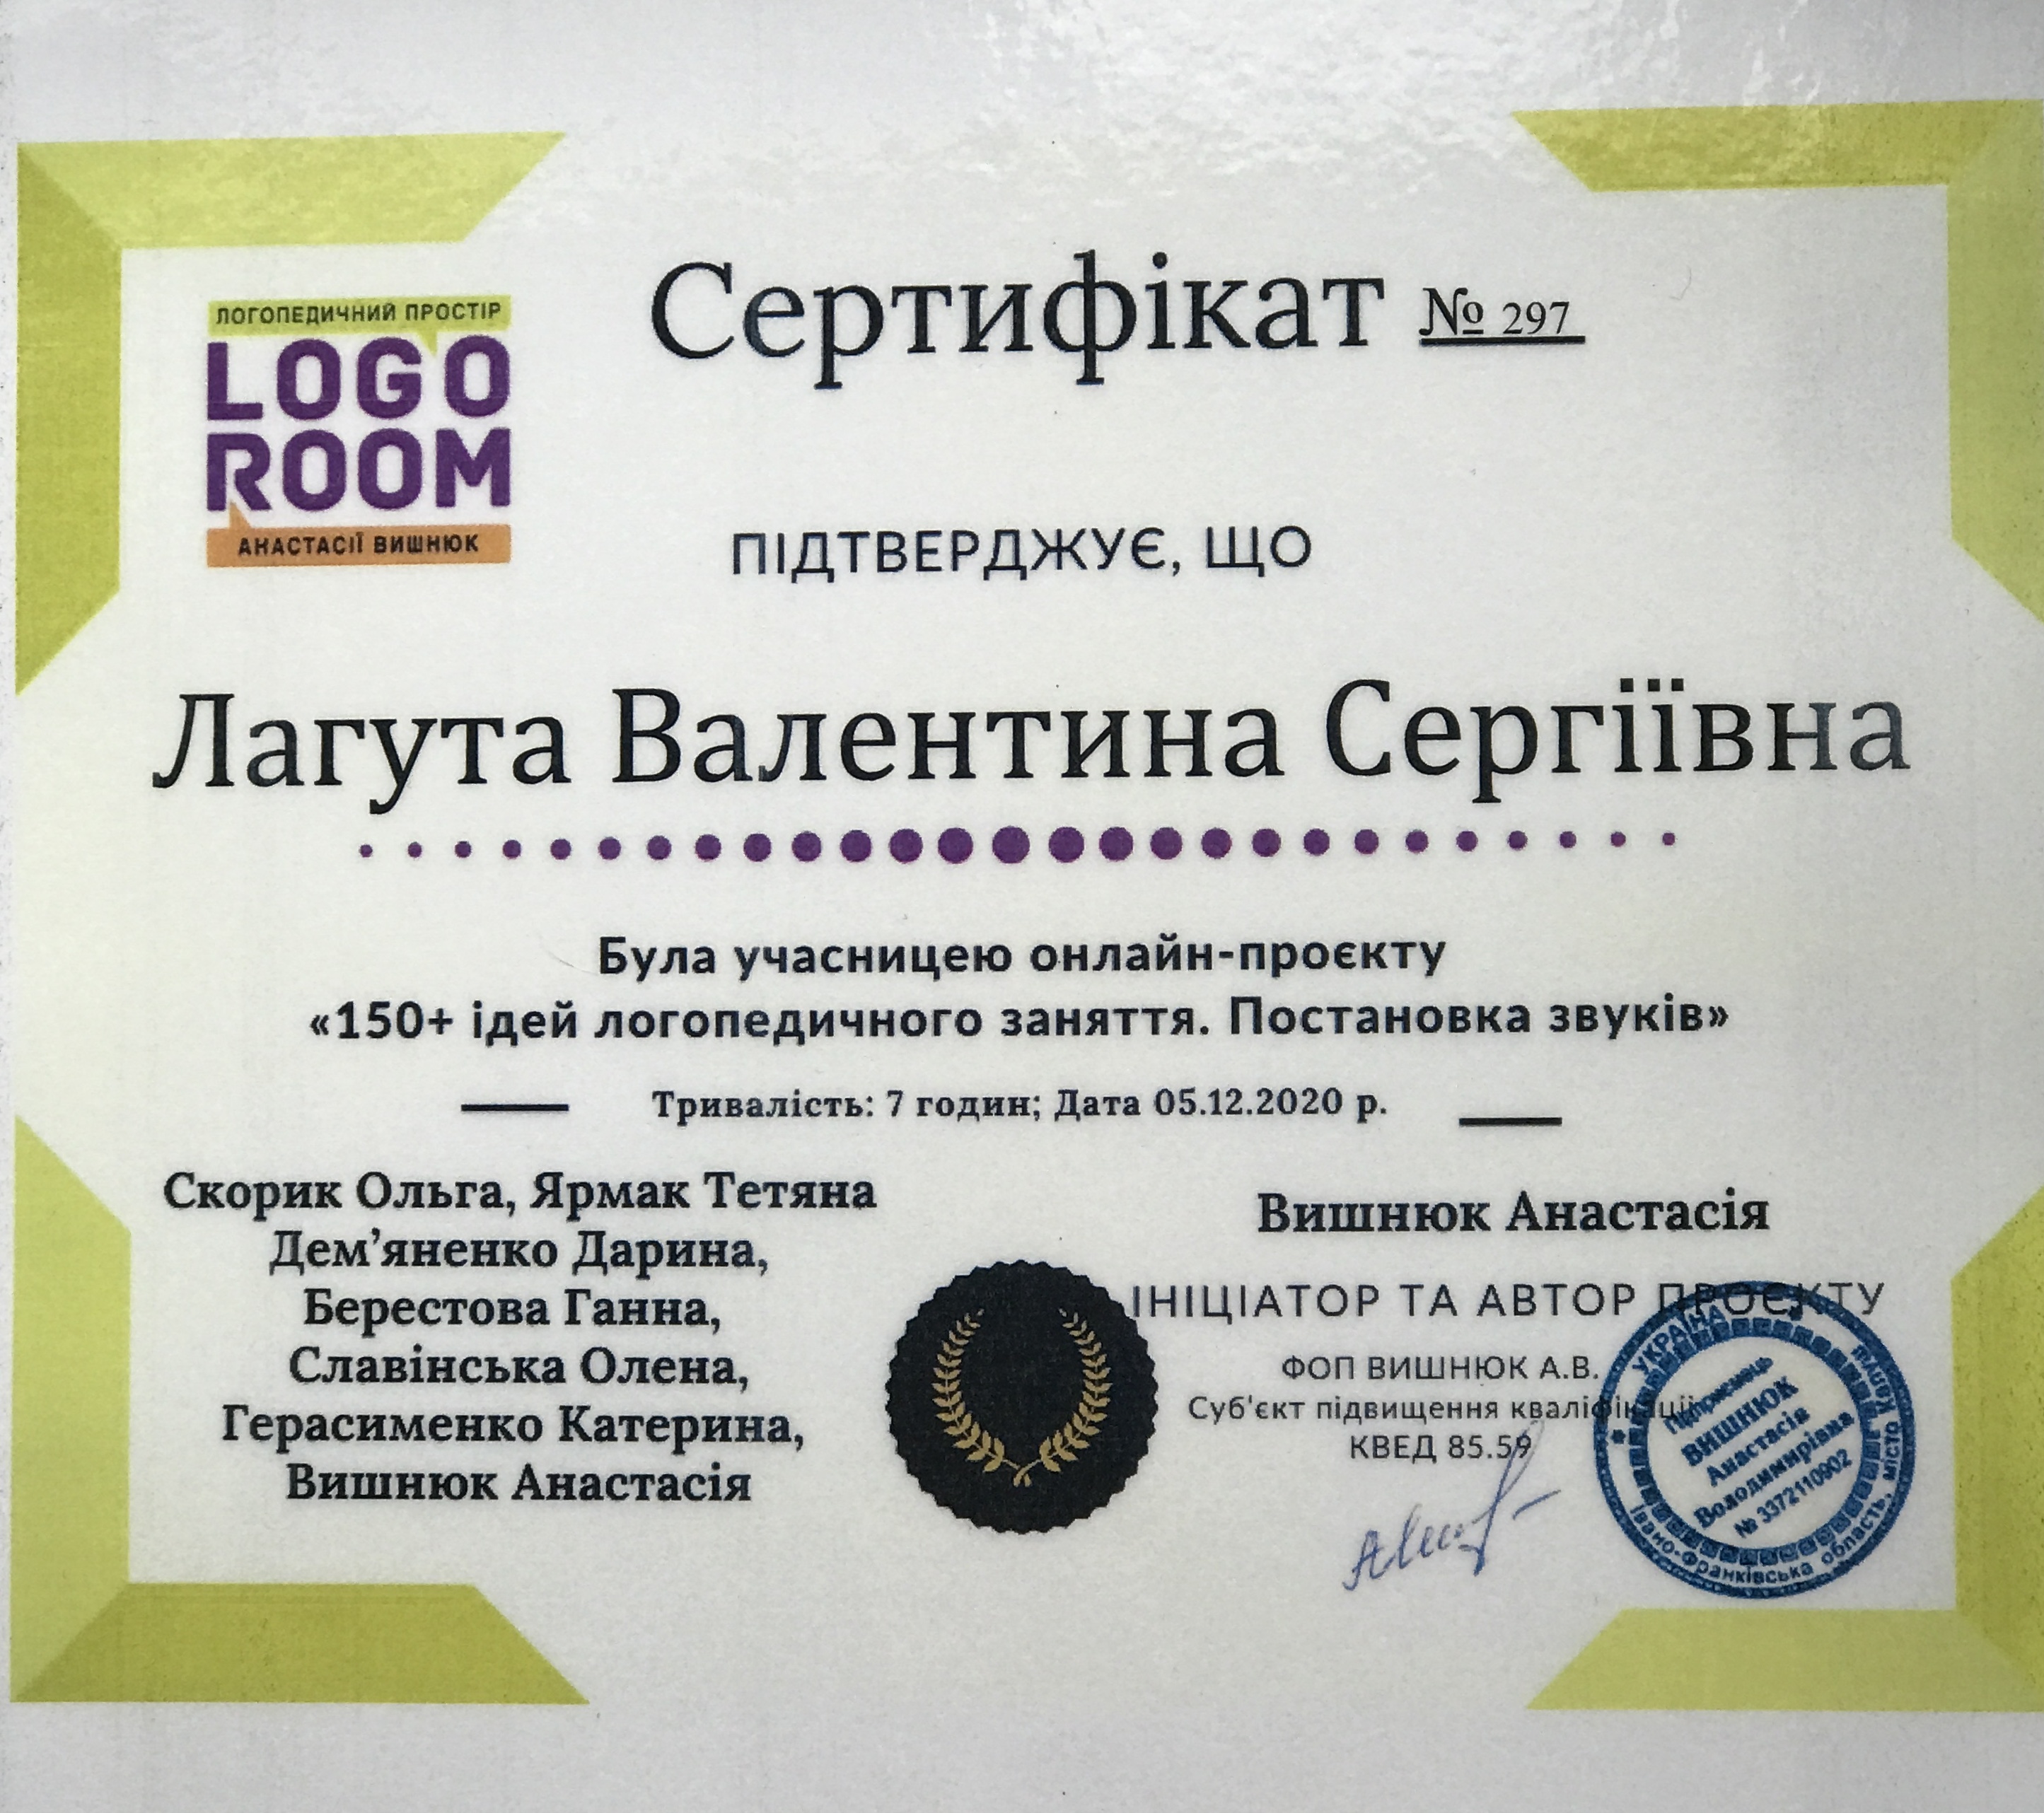 ЛОГОПЕДИЧНИЙ ПРОСТІР
LOGO
ROOM
АНАСТАСІЇ ВИШНЮК
Сертифікат № 297
ПІДТВЕРДЖУЄ, ЩО
Лагута Валентина Сергіївна
Була учасницею онлайн-проєкту
«150+ ідей логопедичного заняття. Постановка звуків»
Тривалість: 7 годин; Дата 05.12.2020 р.
Скорик Ольга, Ярмак Тетяна
Дем’яненко Дарина,
Берестова Ганна,
Славінська Олена,
Герасименко Катерина,
Вишнюк Анастасія
Вишнюк Анастасія
ІНІЦІАТОР ТА АВТОР ПРОЄКТУ
ФОП ВИШНЮК А.В.
Суб'єкт підвищення кваліфікації
КВЕД 85.59
УКРАЇНА
Івано-Франківська область, місто Калуш
Підприємець
ВИШНЮК
Анастасія
Володимирівна
№ 3372110902